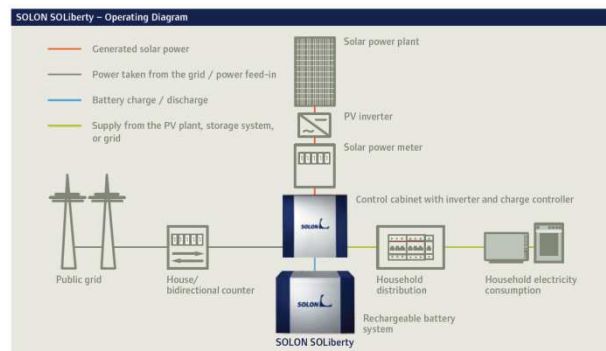 SOLON SOLiberty – Operating Diagram
Generated solar power
Power taken from the grid / power feed-in
Battery charge / discharge
Supply from the PV plant, storage system,
or grid
Solar power plant
PV inverter
Solar power meter
Control cabinet with inverter and charge controller
SOLON
Public grid
House/
bidirectional counter
Household
distribution
Household electricity
consumption
SOLON
Rechargeable battery
system
SOLON SOLiberty